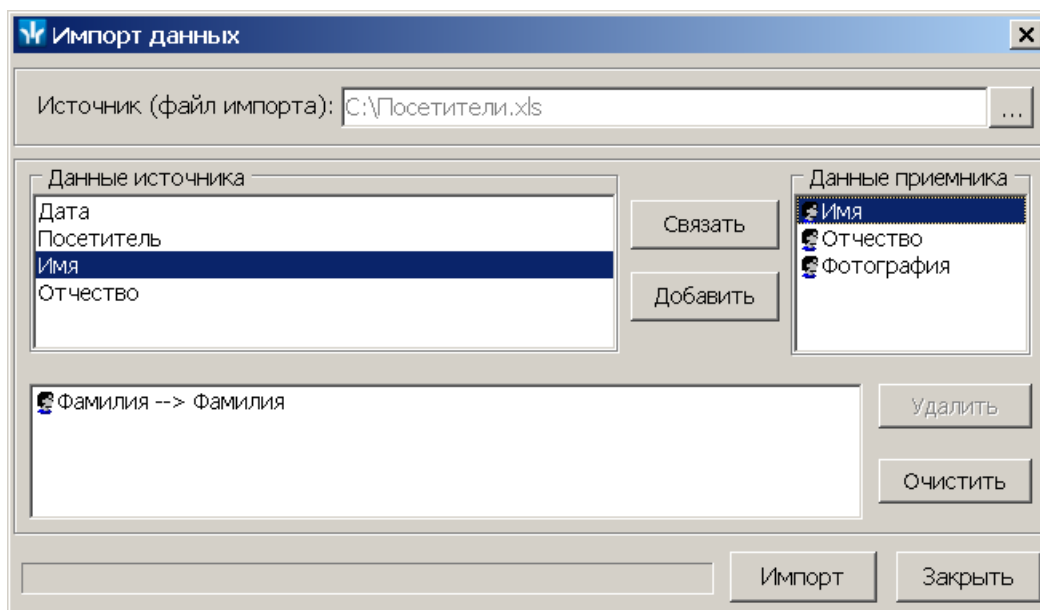 Импорт данных
Источник (файл импорта): C:\Посетители.xls ...
Данные источника
Дата
Посетитель
Имя
Отчество
Связать
Добавить
Данные приемника
Имя
Отчество
Фотография
Фамилия --> Фамилия
Удалить
Очистить
Импорт
Закрыть